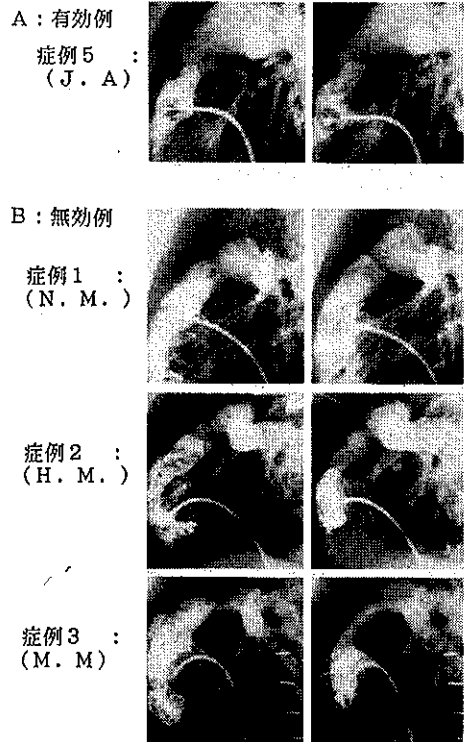 A：有効例
症例5　：
（J．A）
B：無効例
症例1　：
（N．M．）
症例2　：
（H．M．）
症例3　：
（M．M）